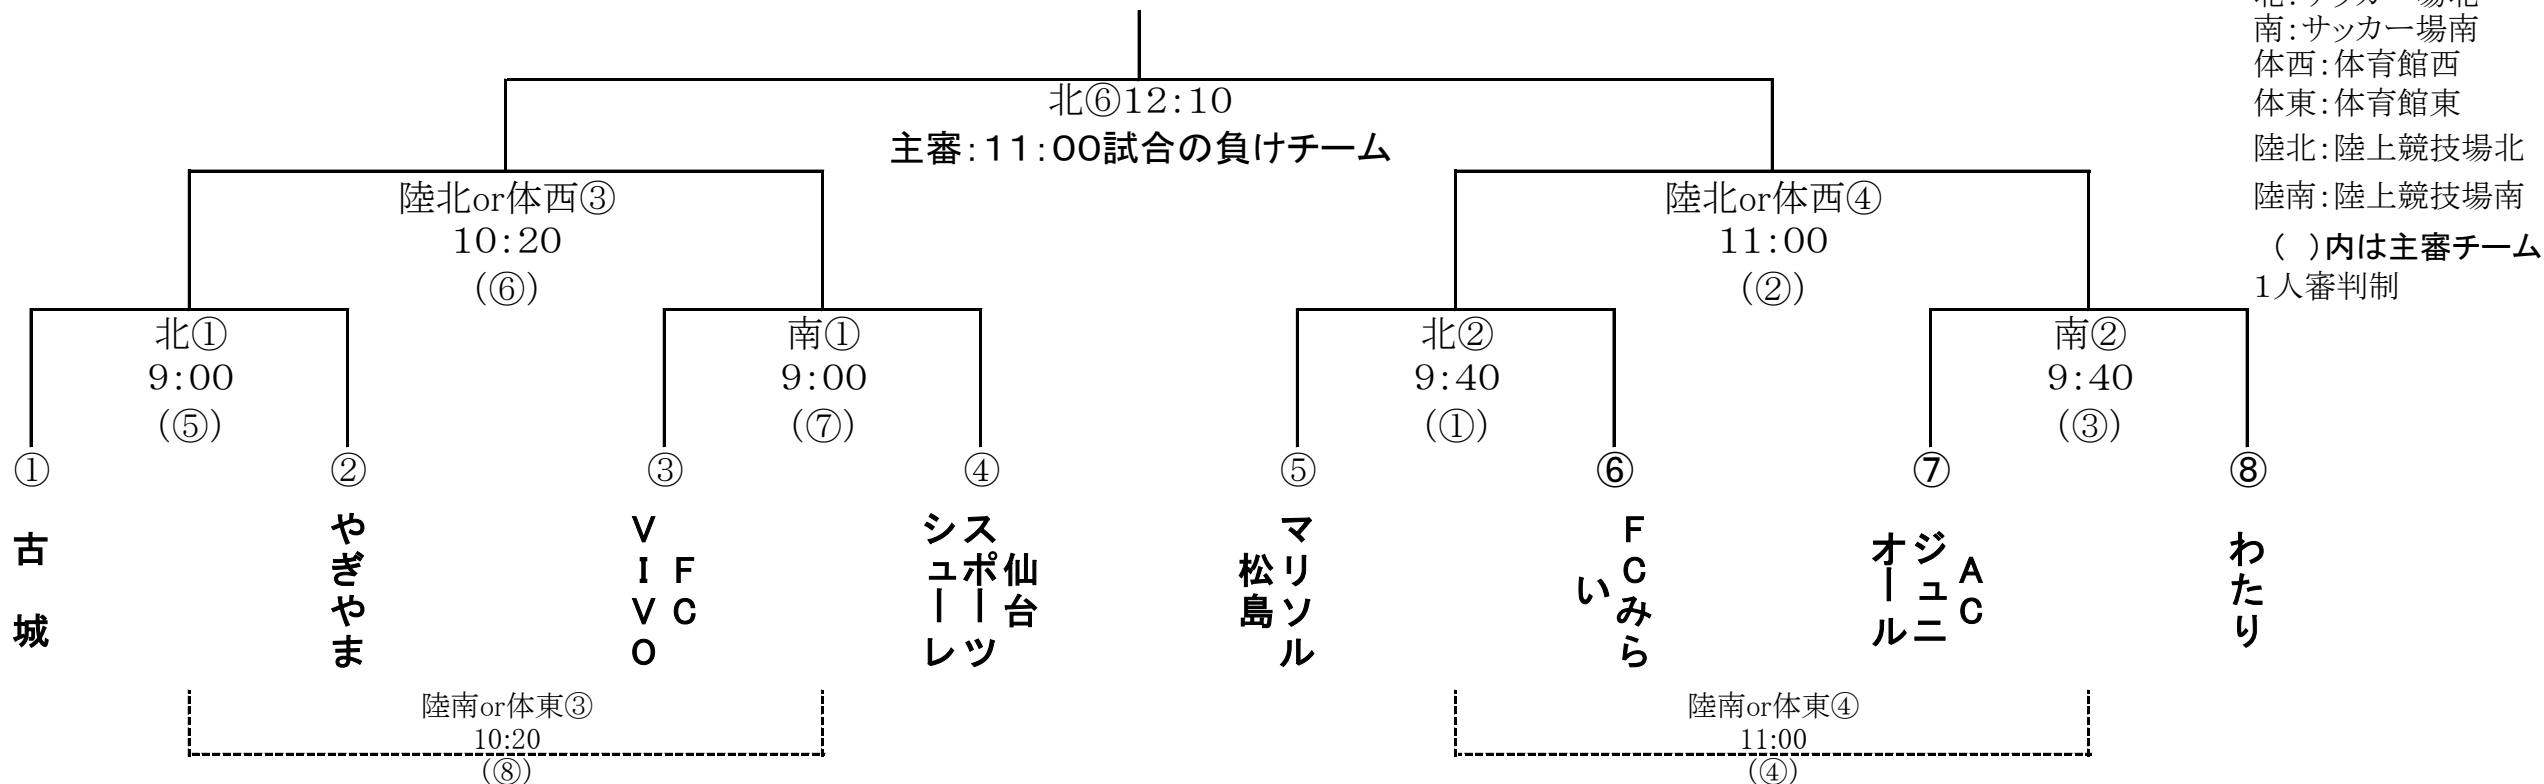 南：サッカー場南
体西：体育館西
体東：体育館東
陸北：陸上競技場北
陸南：陸上競技場南
（　）内は主審チーム
1人審判制
北⑥12：10
主審：11：00試合の負けチーム
陸北or体西③
10：20
（⑥）
陸北or体西④
11：00
（②）
北①
9：00
（⑤）
南①
9：00
（⑦）
北②
9：40
（①）
南②
9：40
（③）
①
②
③
④
⑤
⑥
⑦
⑧
古城
やぎやま
FC
VIVO
仙台
スポーツ
シューレ
マリソル
松島
FCみら
い
AC
ジュニ
オール
わたり
陸南or体東③
10:20
（⑧）
陸南or体東④
11:00
（④）